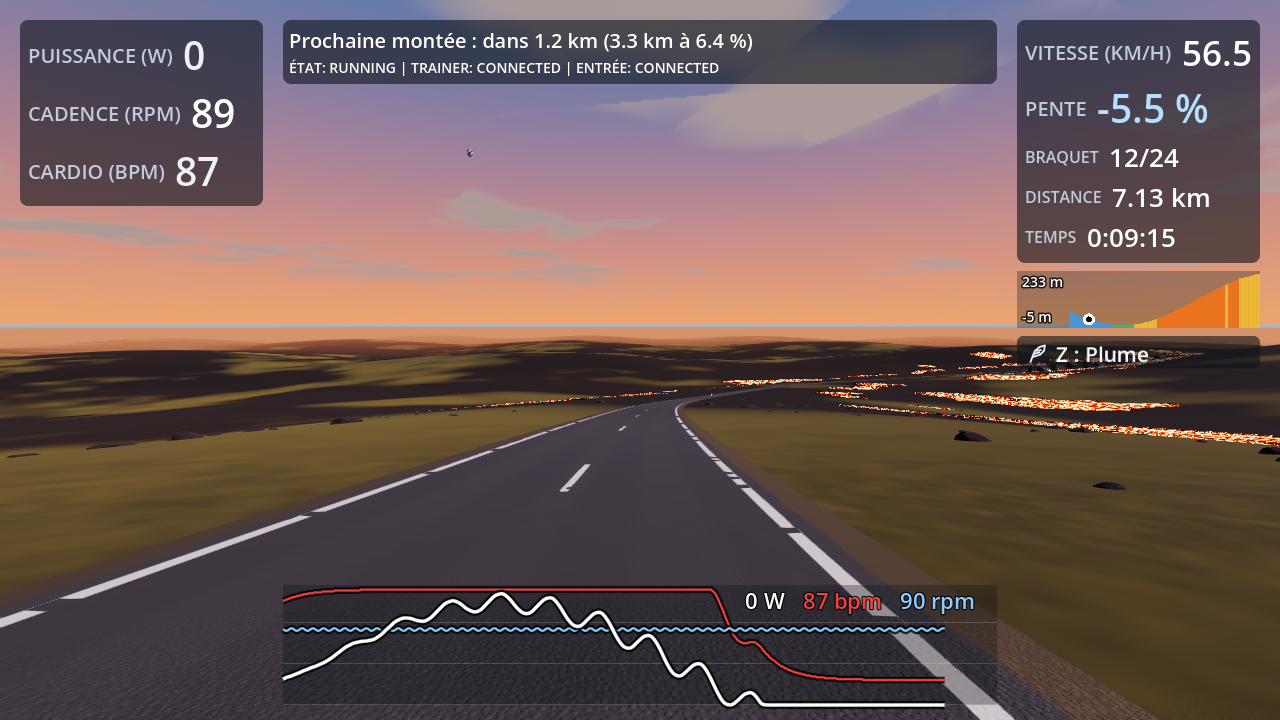 PUISSANCE (W) 0
CADENCE (RPM) 89
CARDIO (BPM) 87
Prochaine montée : dans 1.2 km (3.3 km à 6.4 %)
ÉTAT: RUNNING | TRAINER: CONNECTED | ENTRÉE: CONNECTED
VITESSE (KM/H) 56.5
PENTE -5.5 %
BRAQUET 12/24
DISTANCE 7.13 km
TEMPS 0:09:15
233 m
-5 m
Z : Plume
0 W 87 bpm 90 rpm